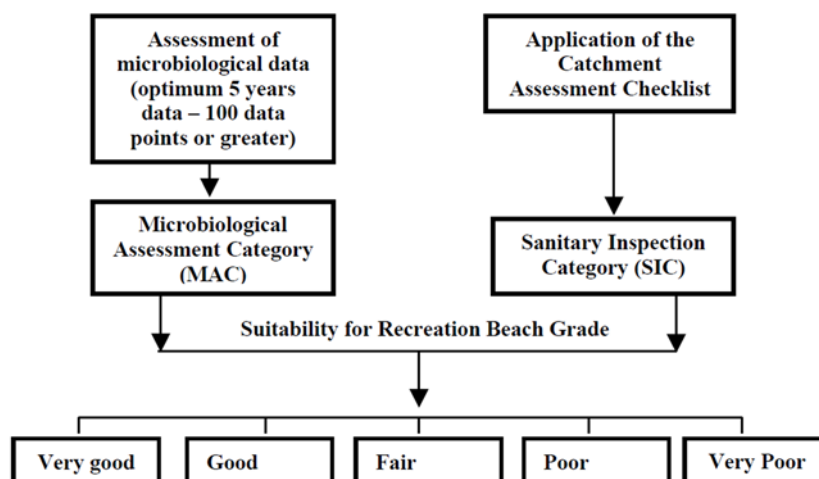 Assessment of
microbiological data
(optimum 5 years
data – 100 data
points or greater)
Application of the
Catchment
Assessment Checklist
Microbiological
Assessment Category
(MAC)
Sanitary Inspection
Category (SIC)
Suitability for Recreation Beach Grade
Very good
Good
Fair
Poor
Very Poor